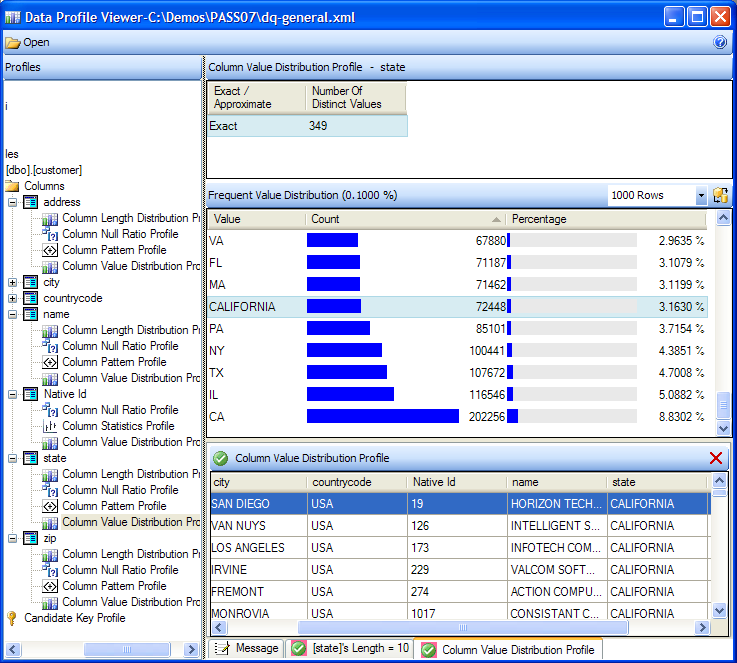 Data Profile Viewer-C:\Demos\PASS07\dq-general.xml
Open
Profiles
i
les
[dbo].[customer]
Columns
address
Column Length Distribution Pr
Column Null Ratio Profile
Column Pattern Profile
Column Value Distribution Pro
city
countrycode
name
Column Length Distribution Pr
Column Null Ratio Profile
Column Pattern Profile
Column Value Distribution Pro
Native Id
Column Null Ratio Profile
Column Statistics Profile
Column Value Distribution Pro
state
Column Length Distribution Pr
Column Null Ratio Profile
Column Pattern Profile
Column Value Distribution Pro
zip
Column Length Distribution Pr
Column Null Ratio Profile
Column Pattern Profile
Column Value Distribution Pro
Candidate Key Profile
Column Value Distribution Profile - state
Exact / Approximate Number Of Distinct Values
Exact 349
Frequent Value Distribution (0.1000 %) 1000 Rows
Value Count Percentage
VA 67880 2.9635 %
FL 71187 3.1079 %
MA 71462 3.1199 %
CALIFORNIA 72448 3.1630 %
PA 85101 3.7154 %
NY 100441 4.3851 %
TX 107672 4.7008 %
IL 116546 5.0882 %
CA 202256 8.8302 %
Column Value Distribution Profile
city countrycode Native Id name state
SAN DIEGO USA 19 HORIZON TECH... CALIFORNIA
VAN NUYS USA 126 INTELLIGENT S... CALIFORNIA
LOS ANGELES USA 173 INFOTECH COM... CALIFORNIA
IRVINE USA 229 VALCOM SOFT... CALIFORNIA
FREMONT USA 274 ACTION COMPU... CALIFORNIA
MONROVIA USA 1017 CONSISTANT C... CALIFORNIA
Message [state]'s Length = 10 Column Value Distribution Profile